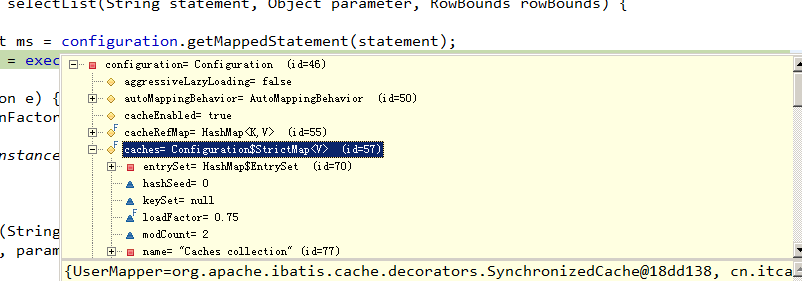 selectList(String statement, Object parameter, RowBounds rowBounds) {
t ms = configuration.getMappedStatement(statement);
= exec
configuration= Configuration (id=46)
aggressiveLazyLoading= false
on e) {
autoMappingBehavior= AutoMappingBehavior (id=50)
nFactor
cacheEnabled= true
cacheRefMap= HashMap<K,V> (id=55)
nstance
caches= Configuration$StrictMap<V> (id=57)
entrySet= HashMap$EntrySet (id=70)
hashSeed= 0
keySet= null
loadFactor= 0.75
(String
modCount= 2
, param
name= "Caches collection" (id=77)
{UserMapper=org.apache.ibatis.cache.decorators.SynchronizedCache@18dd138, cn.itca